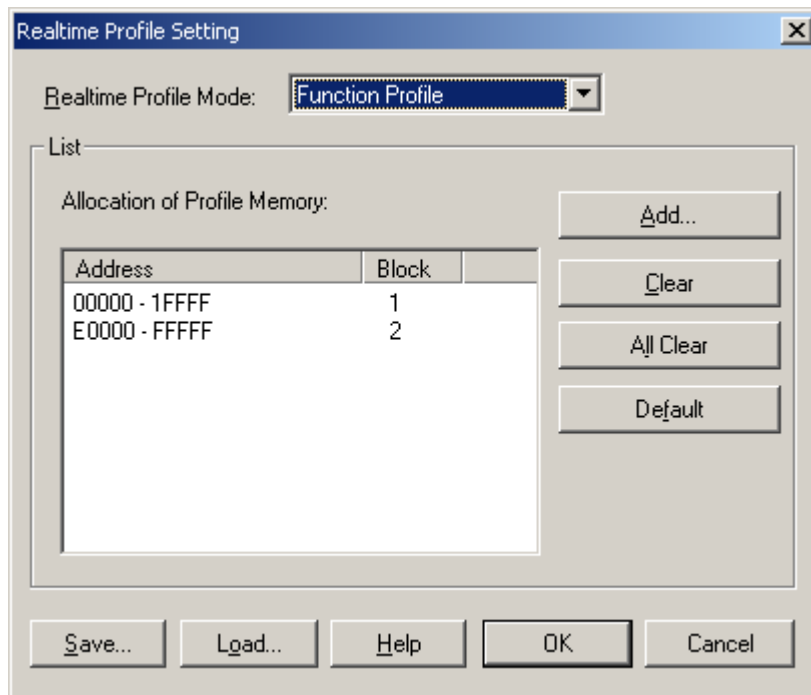 Realtime Profile Setting
Realtime Profile Mode: Function Profile
List
Allocation of Profile Memory:
Address Block
00000 - 1FFFF 1
E0000 - FFFFF 2
Add...
Clear
All Clear
Default
Save... Load... Help OK Cancel